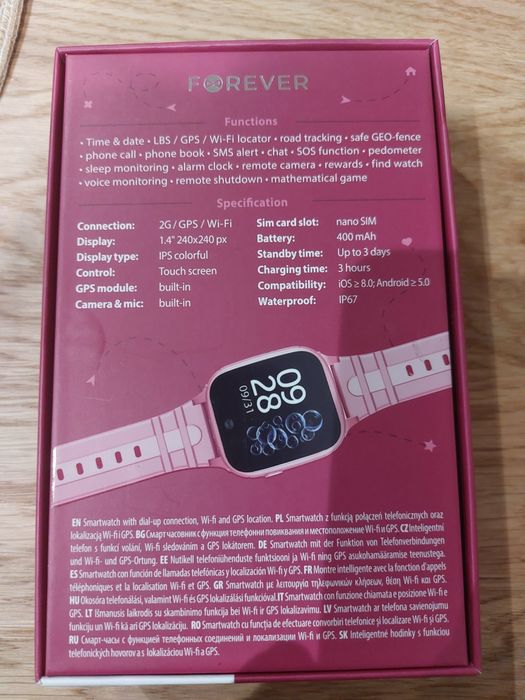 FOREVER
Functions
• Time & date • LBS / GPS / Wi-Fi locator • road tracking • safe GEO-fence
• phone call • phone book • SMS alert • chat • SOS function • pedometer
• sleep monitoring • alarm clock • remote camera • rewards • find watch
• voice monitoring • remote shutdown • mathematical game
Specification
Connection: 2G / GPS / Wi-Fi
Display: 1.4" 240x240 px
Display type: IPS colorful
Control: Touch screen
GPS module: built-in
Camera & mic: built-in
Sim card slot: nano SIM
Battery: 400 mAh
Standby time: Up to 3 days
Charging time: 3 hours
Compatibility: iOS ≥ 8.0; Android ≥ 5.0
Waterproof: IP67
09
28
09/31
EN Smartwatch with dial-up connection, Wi-fi and GPS location. PL Smartwatch z funkcją połączeń telefonicznych oraz
lokalizacją Wi-fi i GPS. BG Смарт часовник с функция телефонни повиквания и местоположение Wi-fi и GPS. CZ Inteligentní
telefon s funkcí volání, Wi-fi sledováním a GPS lokátorem. DE Smartwatch mit der Funktion von Telefonverbindungen
und Wi-fi- und GPS-Ortung. EE Nutikell telefoniühenduste funktsiooni ja Wi-fi ning GPS asukohamääramise teenustega.
ES Smartwatch con función de llamadas telefónicas y localización Wi-fi y GPS. FR Montre intelligente avec la fonction d'appels
téléphoniques et la localisation Wi-fi et GPS. GR Smartwatch με λειτουργία τηλεφωνικών κλήσεων, θέση Wi-fi και GPS.
HU Okosóra telefonálási, valamint Wi-fi és GPS lokalizálási funkcióval. IT Smartwatch con funzione chiamata e posizione Wi-fi e
GPS. LT Išmanusis laikrodis su skambinimo funkcija bei Wi-fi ir GPS lokalizavimu. LV Smartwatch ar telefona savienojumu
funkciju un Wi-fi kā arī GPS lokalizāciju. RO Smartwatch cu funcția de efectuare convorbiri telefonice și localizare Wi-fi și
GPS. RU Смарт-часы с функцией телефонных соединений и локализации Wi-fi и GPS. SK Inteligentné hodinky s funkciou
telefonických hovorov a s lokalizáciou Wi-fi a GPS.